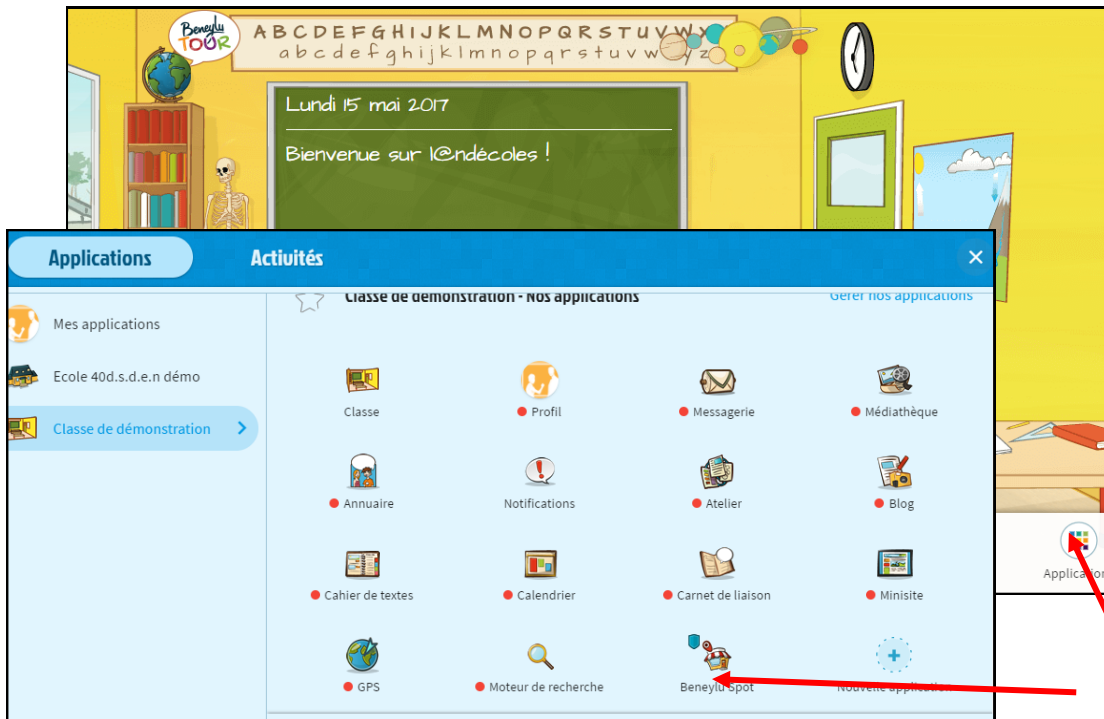 Beneylu
TOUR
A B C D E F G H I J K L M N O P Q R S T U V W X
a b c d e f g h i j k l m n o p q r s t u v w y z
Lundi 15 mai 2017
Bienvenue sur l@ndécoles !
Applications
Activités
Classe de démonstration - Nos applications
Gérer nos applications
Mes applications
Ecole 40d.s.d.e.n démo
Classe de démonstration
Classe
Profil
Messagerie
Médiathèque
Annuaire
Notifications
Atelier
Blog
Cahier de textes
Calendrier
Carnet de liaison
Minisite
GPS
Moteur de recherche
Beneylu Spot
Nouvelle application